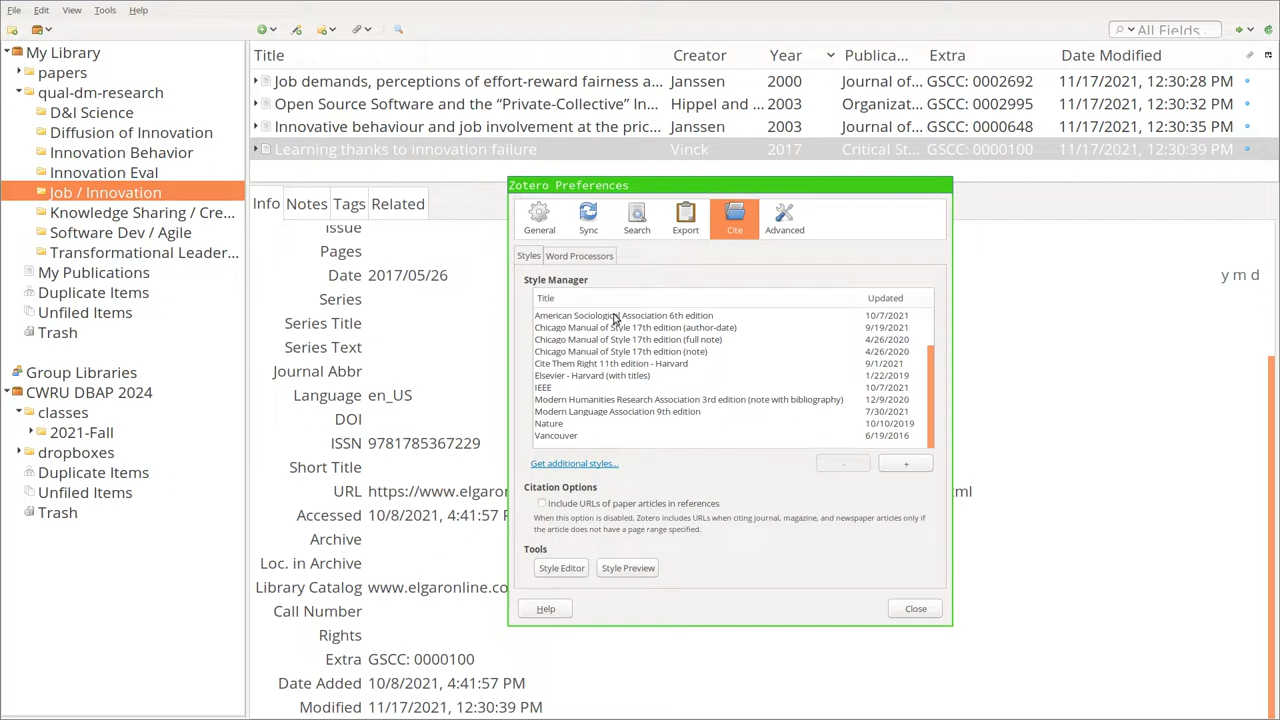 File Edit View Tools Help
All Fields...
My Library
papers
qual-dm-research
D&I Science
Diffusion of Innovation
Innovation Behavior
Innovation Eval
Job / Innovation
Knowledge Sharing / Cre...
Software Dev / Agile
Transformational Leader...
My Publications
Duplicate Items
Unfiled Items
Trash
Group Libraries
CWRU DBAP 2024
classes
2021-Fall
dropboxes
Duplicate Items
Unfiled Items
Trash
Title Creator Year Publica... Extra Date Modified
Job demands, perceptions of effort-reward fairness a... Janssen 2000 Journal of... GSCC: 0002692 11/17/2021, 12:30:28 PM
Open Source Software and the “Private-Collective” In... Hippel and ... 2003 Organizat... GSCC: 0002995 11/17/2021, 12:30:32 PM
Innovative behaviour and job involvement at the pric... Janssen 2003 Journal of... GSCC: 0000648 11/17/2021, 12:30:35 PM
Learning thanks to innovation failure Vinck 2017 Critical St... GSCC: 0000100 11/17/2021, 12:30:39 PM
Info Notes Tags Related
Issue
Pages
Date 2017/05/26 y m d
Series
Series Title
Series Text
Journal Abbr
Language en_US
DOI
ISSN 9781785367229
Short Title
URL https://www.elgaron ml
Accessed 10/8/2021, 4:41:57 P
Archive
Loc. in Archive
Library Catalog www.elgaronline.co
Call Number
Rights
Extra GSCC: 0000100
Date Added 10/8/2021, 4:41:57 PM
Modified 11/17/2021, 12:30:39 PM
Zotero Preferences
General Sync Search Export Cite Advanced
Styles Word Processors
Style Manager
Title Updated
American Sociological Association 6th edition 10/7/2021
Chicago Manual of Style 17th edition (author-date) 9/19/2021
Chicago Manual of Style 17th edition (full note) 4/26/2020
Chicago Manual of Style 17th edition (note) 4/26/2020
Cite Them Right 11th edition - Harvard 9/1/2021
Elsevier - Harvard (with titles) 1/22/2019
IEEE 10/7/2021
Modern Humanities Research Association 3rd edition (note with bibliography) 12/9/2020
Modern Language Association 9th edition 7/30/2021
Nature 10/10/2019
Vancouver 6/19/2016
Get additional styles... - +
Citation Options
Include URLs of paper articles in references
When this option is disabled, Zotero includes URLs when citing journal, magazine, and newspaper articles only if
the article does not have a page range specified.
Tools
Style Editor Style Preview
Help Close